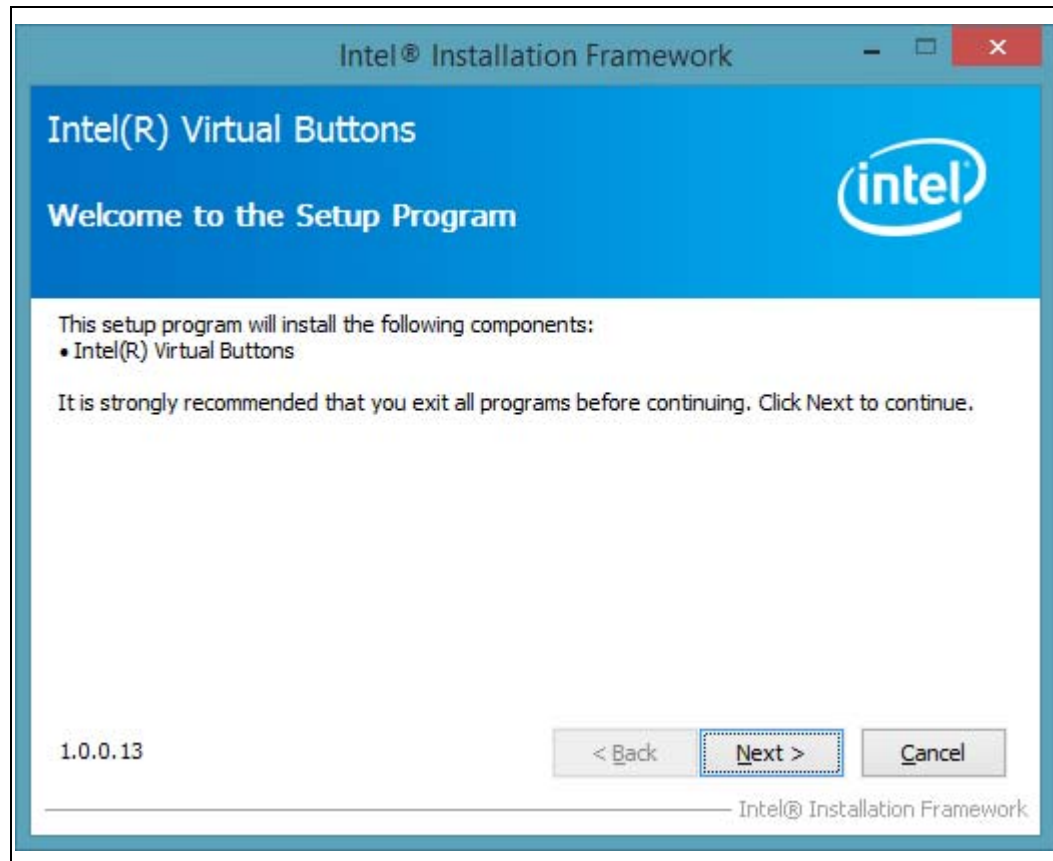 Intel® Installation Framework
Intel(R) Virtual Buttons
intel
Welcome to the Setup Program
This setup program will install the following components:
• Intel(R) Virtual Buttons
It is strongly recommended that you exit all programs before continuing. Click Next to continue.
1.0.0.13
< Back
Next >
Cancel
Intel® Installation Framework